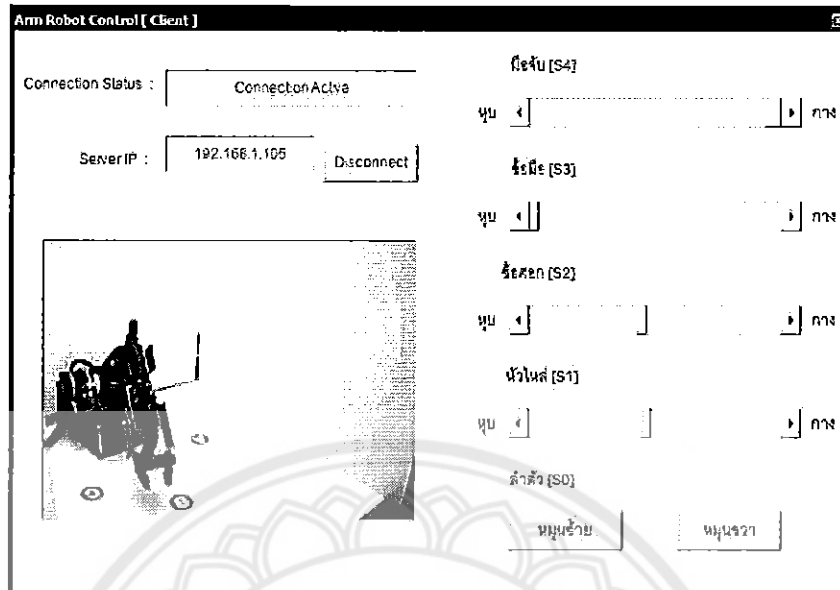 Arm Robot Control [ Client ]
Connection Status :
Connection Active
Server IP :
192.168.1.105
Disconnect
มือจับ [S4]
หุบ
กาง
ข้อมือ [S3]
หุบ
กาง
ข้อศอก [S2]
หุบ
กาง
หัวไหล่ [S1]
หุบ
กาง
ลำตัว [S0]
หมุนซ้าย
หมุนขวา